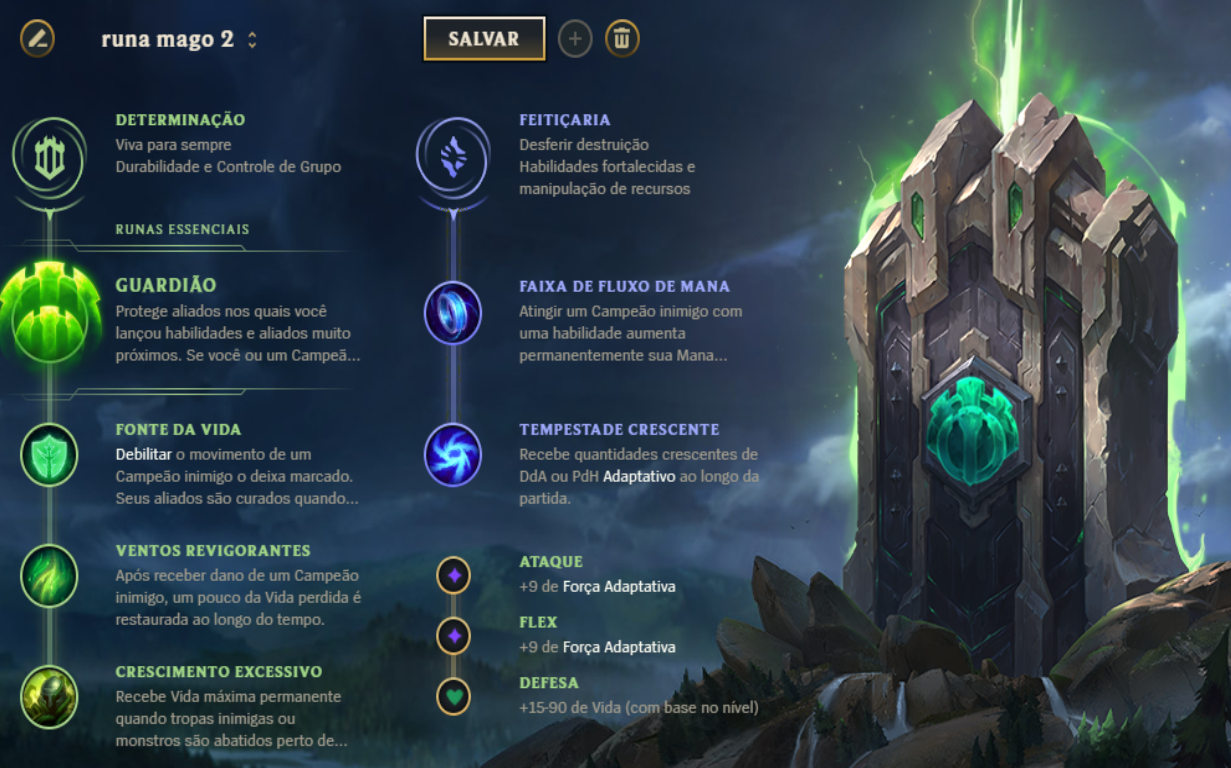 runa mago 2
SALVAR
DETERMINAÇÃO
Viva para sempre
Durabilidade e Controle de Grupo
RUNAS ESSENCIAIS
GUARDIÃO
Protege aliados nos quais você
lançou habilidades e aliados muito
próximos. Se você ou um Campeã...
FONTE DA VIDA
Debilitar o movimento de um
Campeão inimigo o deixa marcado.
Seus aliados são curados quando...
VENTOS REVIGORANTES
Após receber dano de um Campeão
inimigo, um pouco da Vida perdida é
restaurada ao longo do tempo.
CRESCIMENTO EXCESSIVO
Recebe Vida máxima permanente
quando tropas inimigas ou
monstros são abatidos perto de...
FEITIÇARIA
Desferir destruição
Habilidades fortalecidas e
manipulação de recursos
FAIXA DE FLUXO DE MANA
Atingir um Campeão inimigo com
uma habilidade aumenta
permanentemente sua Mana...
TEMPESTADE CRESCENTE
Recebe quantidades crescentes de
DdA ou PdH Adaptativo ao longo da
partida.
ATAQUE
+9 de Força Adaptativa
FLEX
+9 de Força Adaptativa
DEFESA
+15-90 de Vida (com base no nível)